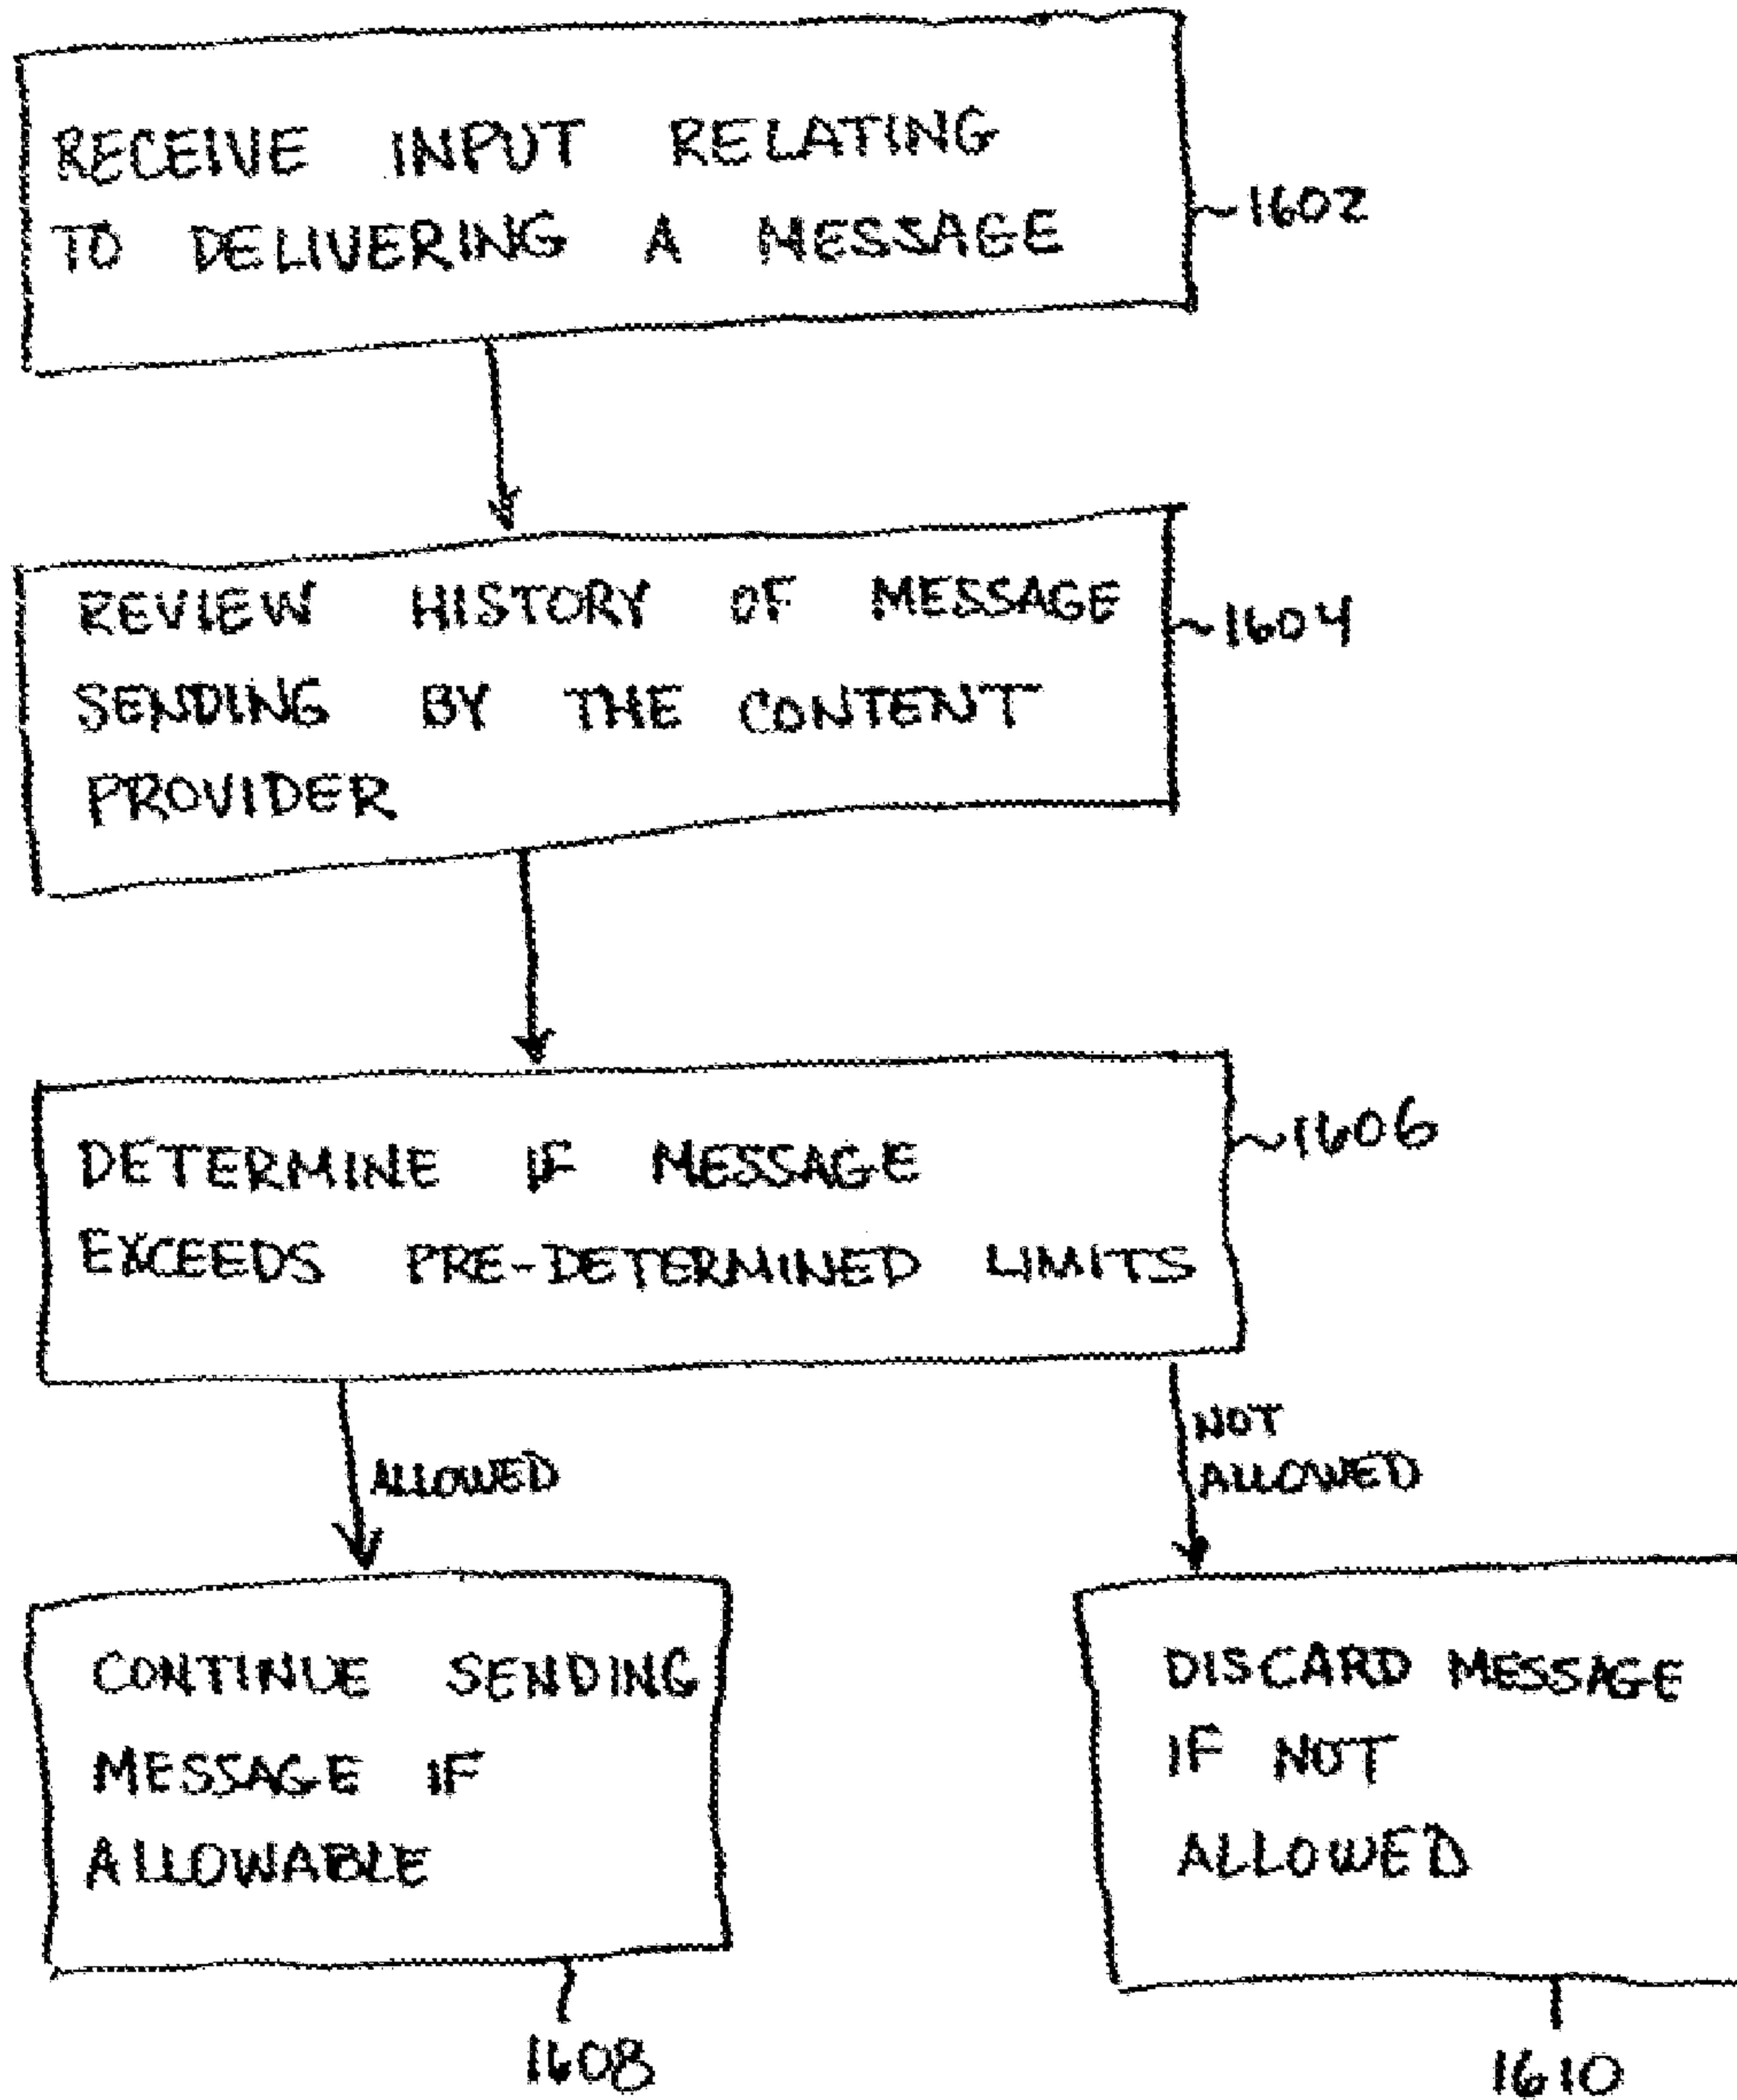 RECEIVE INPUT RELATING
TO DELIVERING A MESSAGE
~1602
REVIEW HISTORY OF MESSAGE
SENDING BY THE CONTENT
PROVIDER
~1604
DETERMINE IF MESSAGE
EXCEEDS PRE-DETERMINED LIMITS
~1606
ALLOWED
NOT
ALLOWED
CONTINUE SENDING
MESSAGE IF
ALLOWABLE
1608
DISCARD MESSAGE
IF NOT
ALLOWED
1610